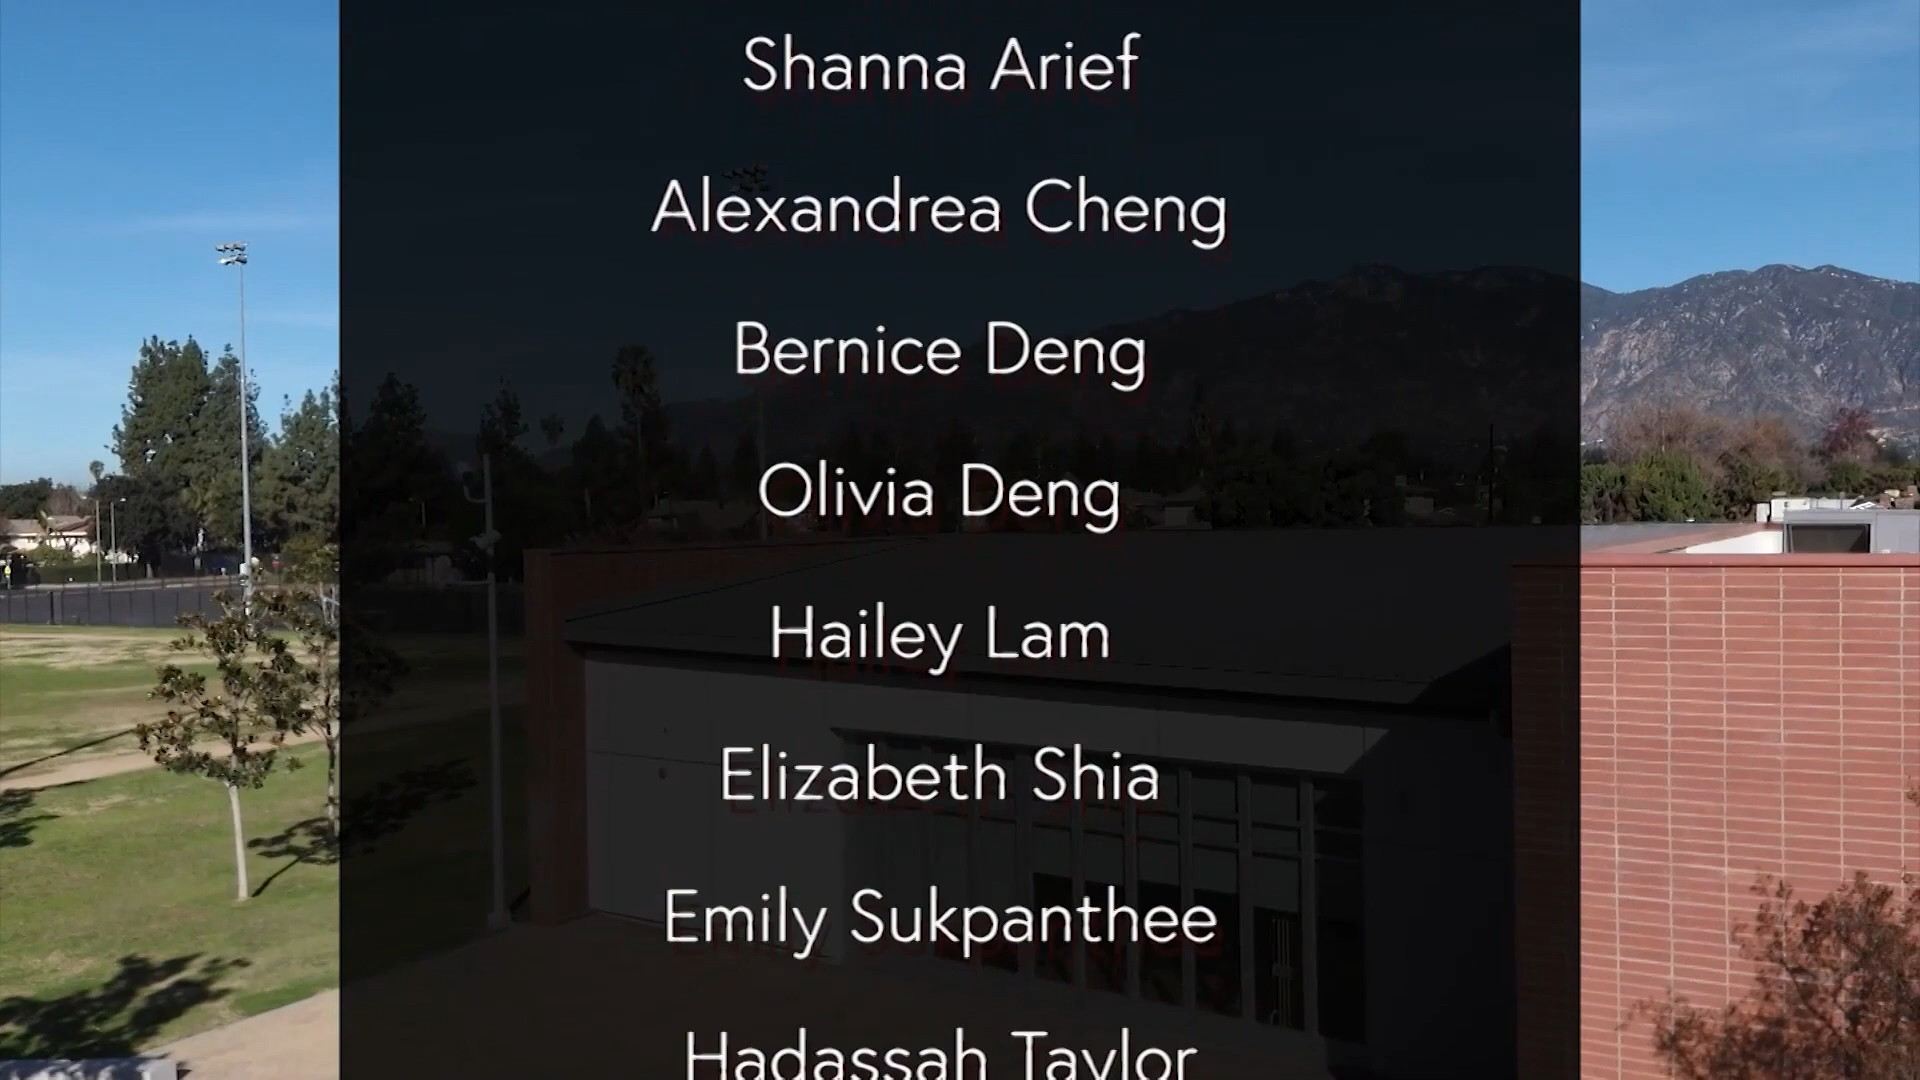 Shanna Arief
Alexandrea Cheng
Bernice Deng
Olivia Deng
Hailey Lam
Elizabeth Shia
Emily Sukpanthee
Hadassah Taylor